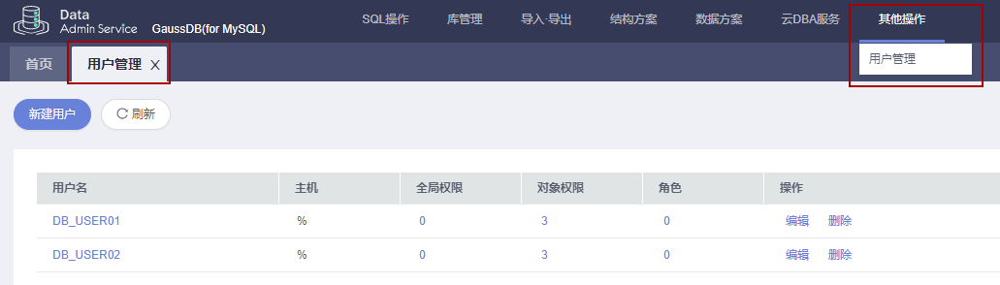 Data
Admin Service GaussDB(for MySQL) SQL操作 库管理 导入·导出 结构方案 数据方案 云DBA服务 其他操作
首页 用户管理 X 用户管理
新建用户 刷新
用户名 主机 全局权限 对象权限 角色 操作
DB_USER01 % 0 3 0 编辑 删除
DB_USER02 % 0 3 0 编辑 删除